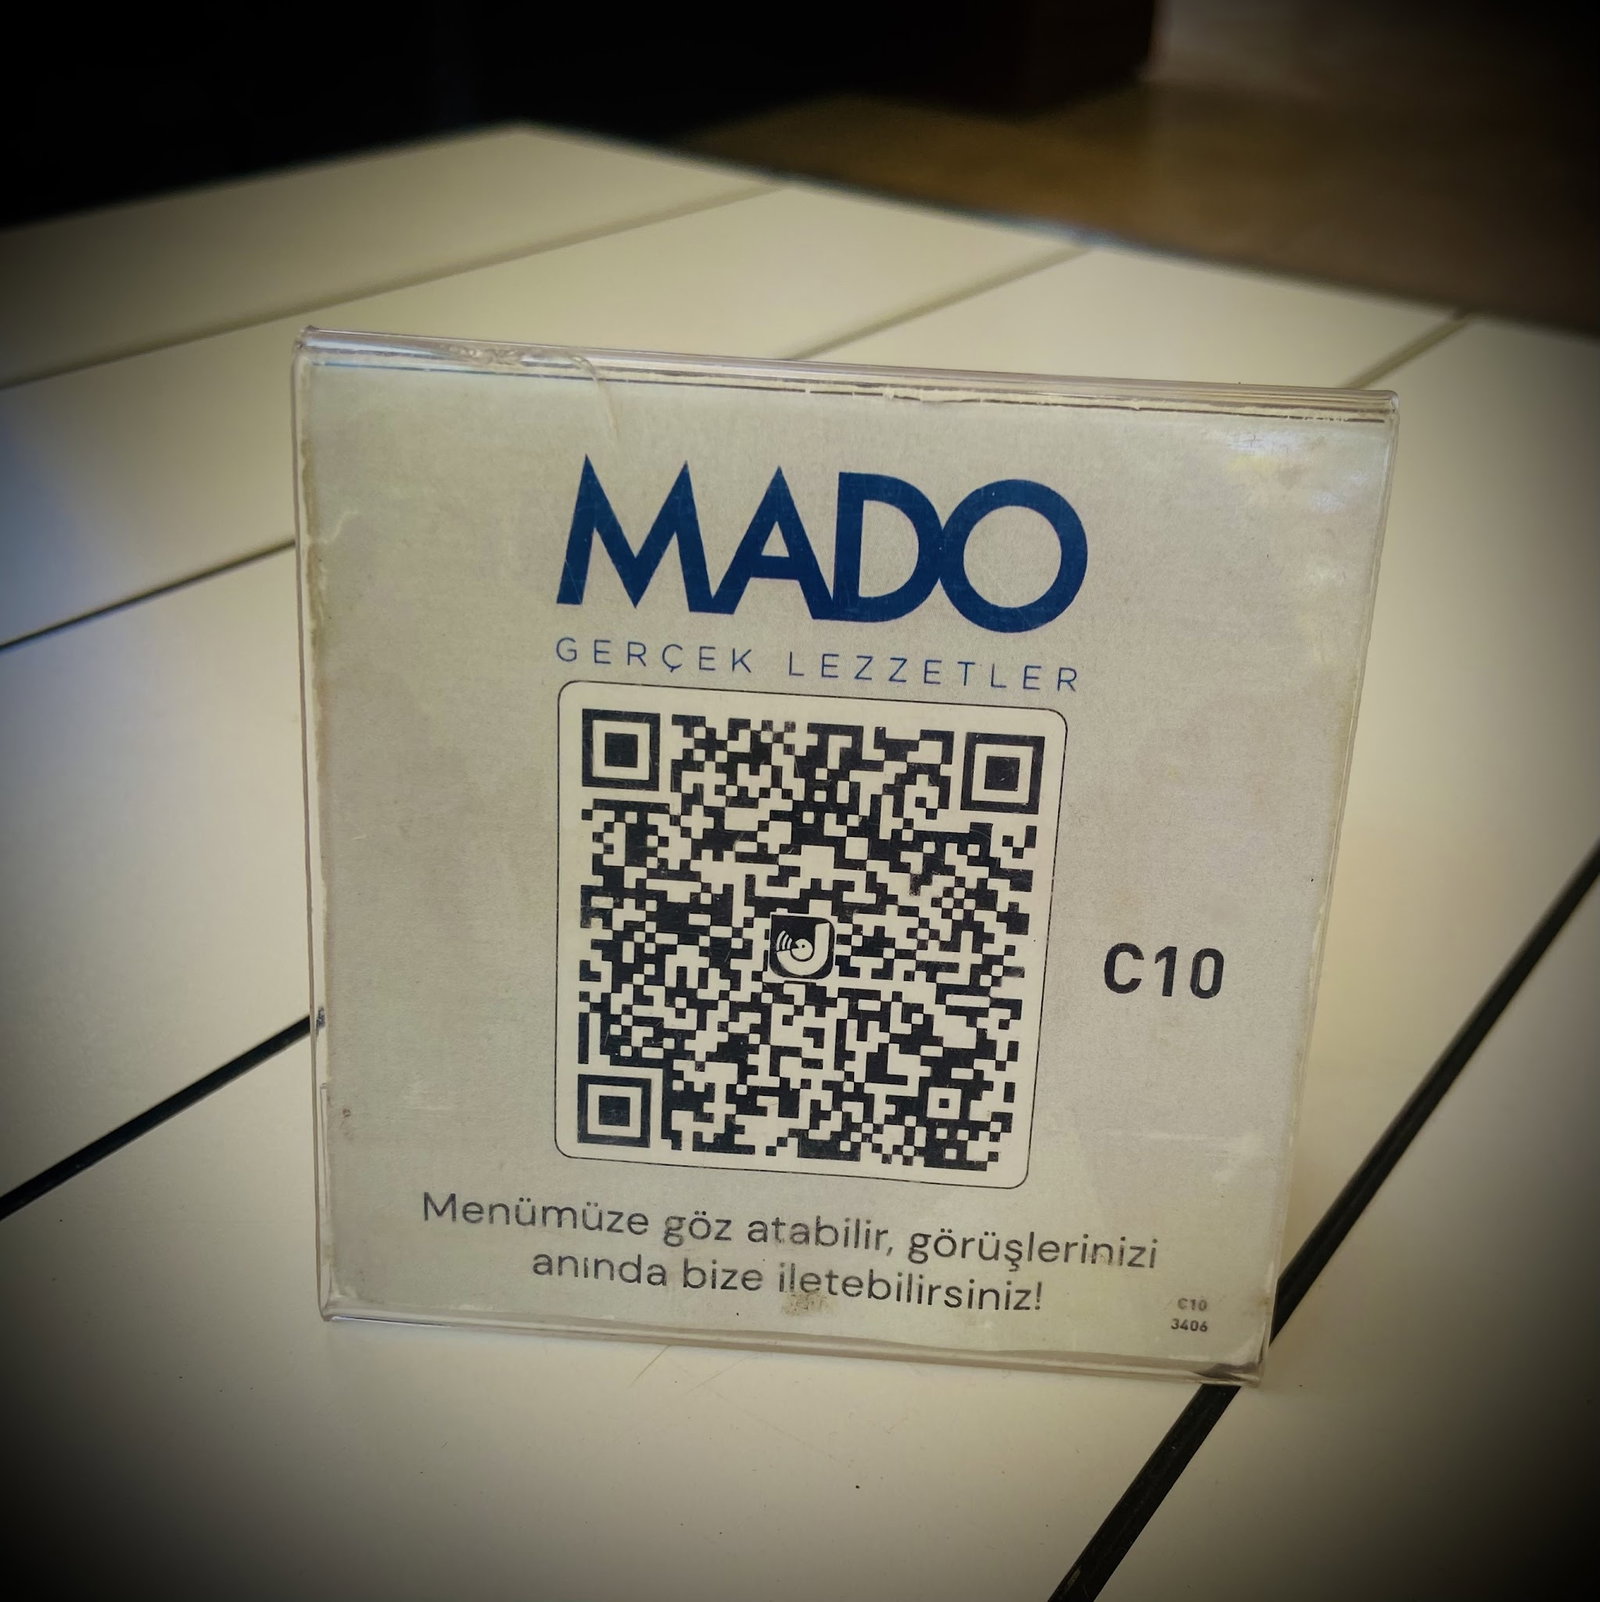 MADO
GERÇEK LEZZETLER
C10
Menümüze göz atabilir, görüşlerinizi
anında bize iletebilirsiniz!
C10
3406